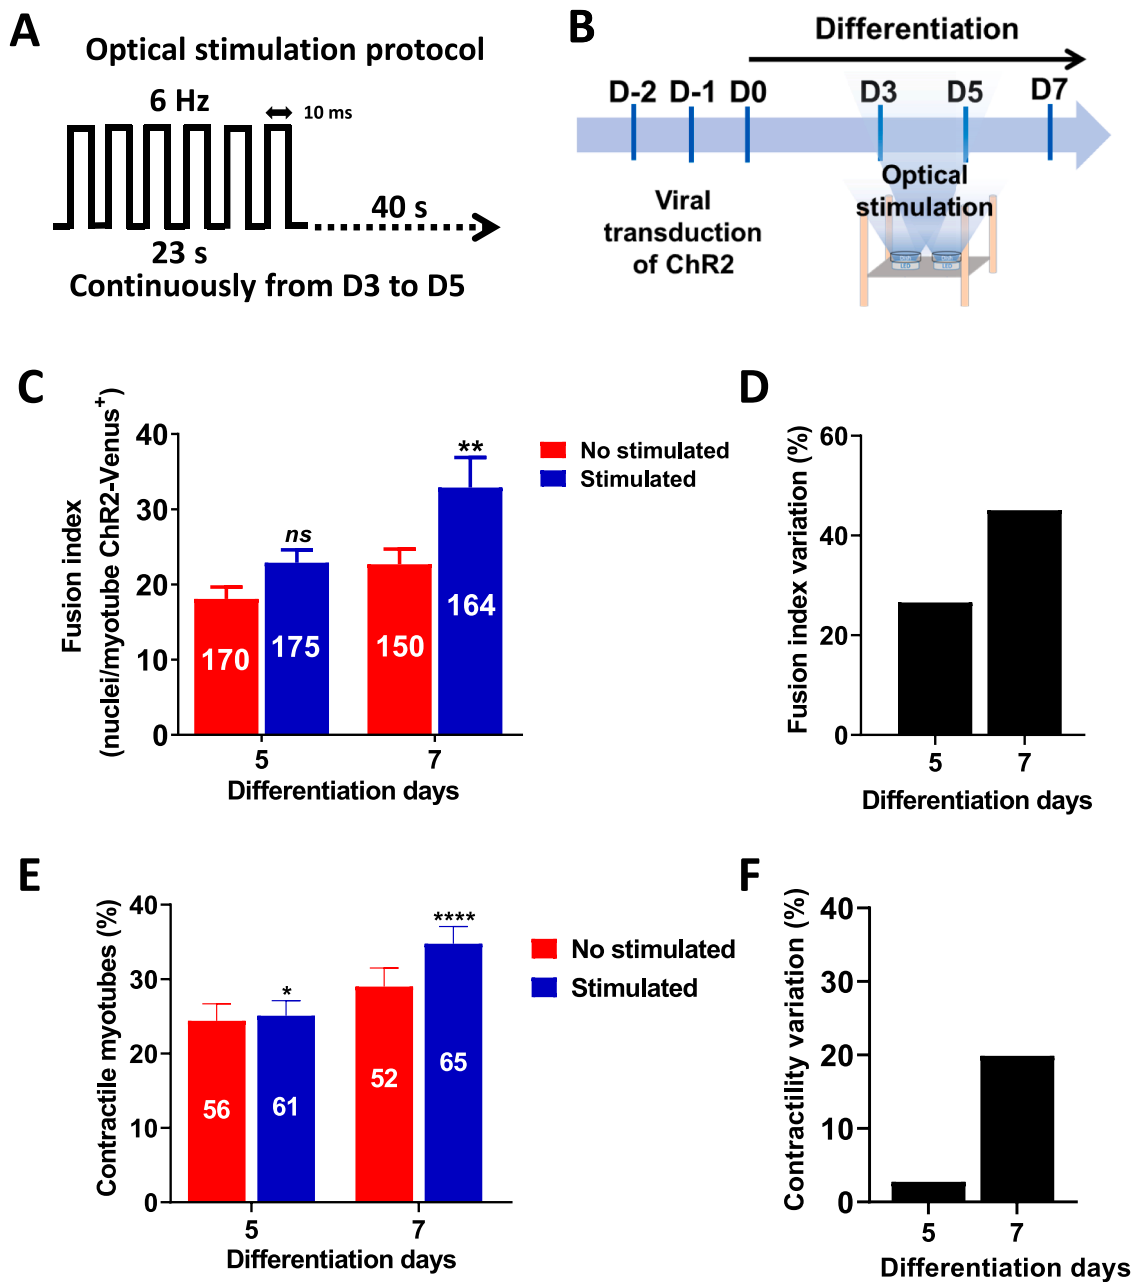 A
Optical stimulation protocol
6 Hz
10 ms
40 s
23 s
Continuously from D3 to D5
B
Differentiation
D-2 D-1 D0 D3 D5 D7
Viral
transduction
of ChR2
Optical
stimulation
C
Fusion index
(nuclei/myotube ChR2-Venus+)
40
30
20
10
0
ns
**
170
175
150
164
5
7
Differentiation days
No stimulated
Stimulated
D
Fusion index variation (%)
60
40
20
0
5
7
Differentiation days
E
Contractile myotubes (%)
40
30
20
10
0
*
****
56
61
52
65
5
7
Differentiation days
No stimulated
Stimulated
F
Contractility variation (%)
40
30
20
10
0
5
7
Differentiation days